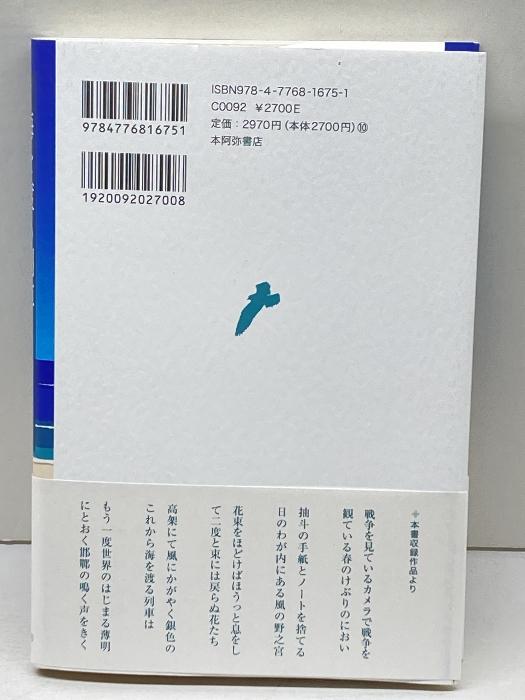 ISBN978-4-7768-1675-1
C0092 ¥2700E
定価：2970円（本体2700円）⑩
本阿弥書店
9784776816751
1920092027008
✦本書収録作品より
戦争を見ているカメラで戦争を
観ている春のけぶりのにおい
抽斗の手紙とノートを捨てる
日のわが内にある風の野之宮
花束をほどけばほうっと息をし
て二度と束には戻らぬ花たち
高架にて風にかがやく銀色の
これから海を渡る列車は
もう一度世界のはじまる薄明
にとおく邯鄲の鳴く声をきく